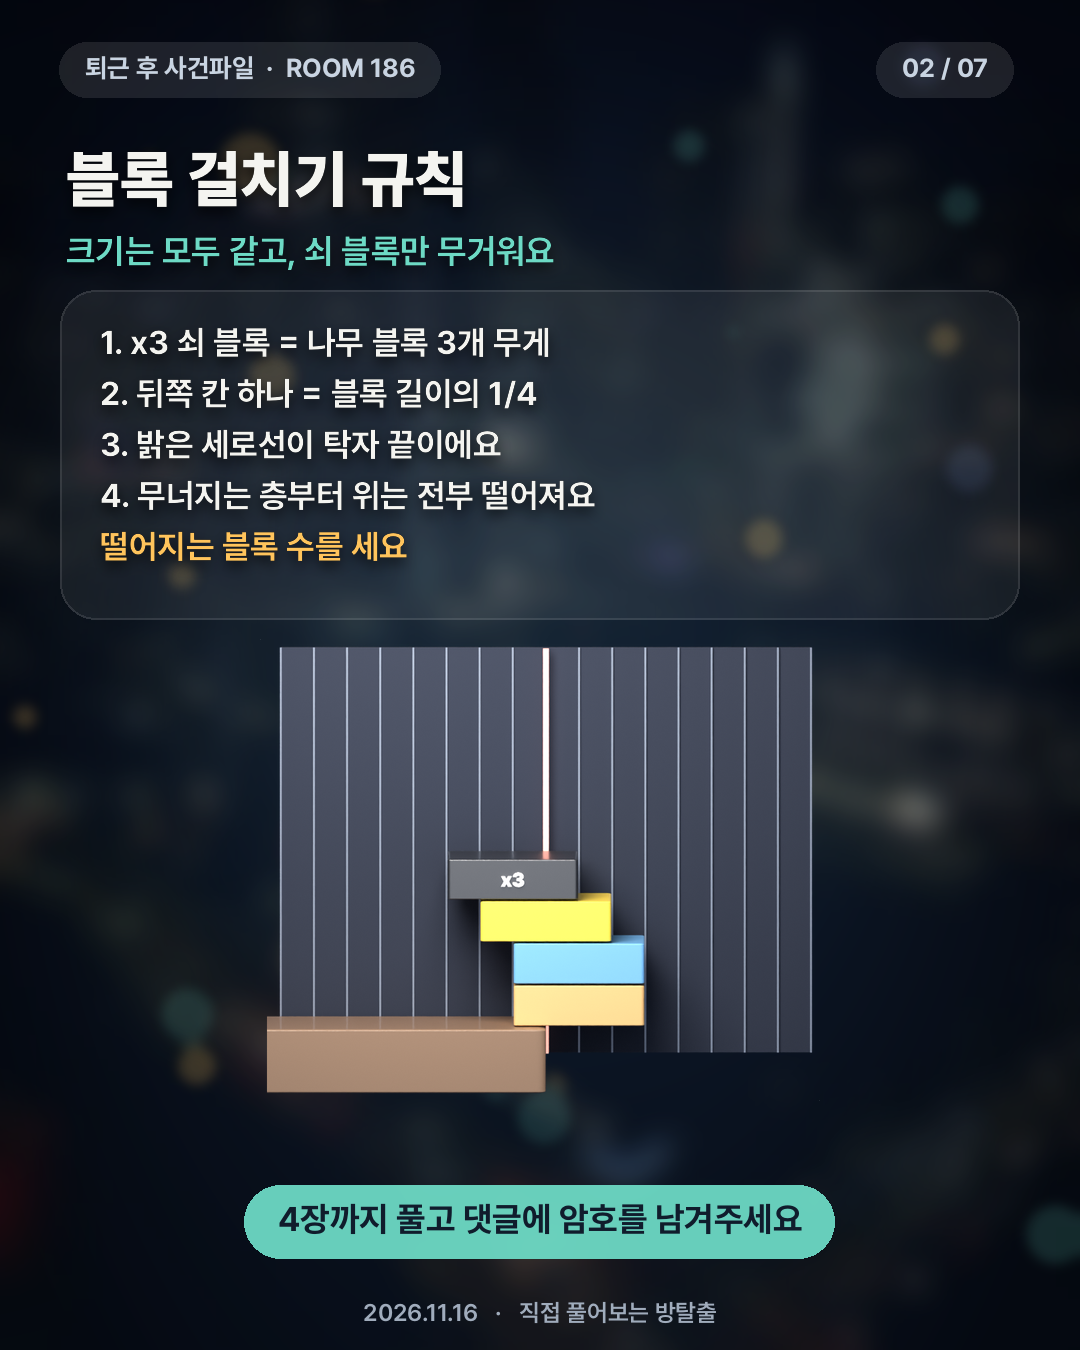 퇴근 후 사건파일 · ROOM 186
02 / 07
블록 걸치기 규칙
크기는 모두 같고, 쇠 블록만 무거워요
1. x3 쇠 블록 = 나무 블록 3개 무게
2. 뒤쪽 칸 하나 = 블록 길이의 1/4
3. 밝은 세로선이 탁자 끝이에요
4. 무너지는 층부터 위는 전부 떨어져요
떨어지는 블록 수를 세요
x3
4장까지 풀고 댓글에 암호를 남겨주세요
2026.11.16 · 직접 풀어보는 방탈출